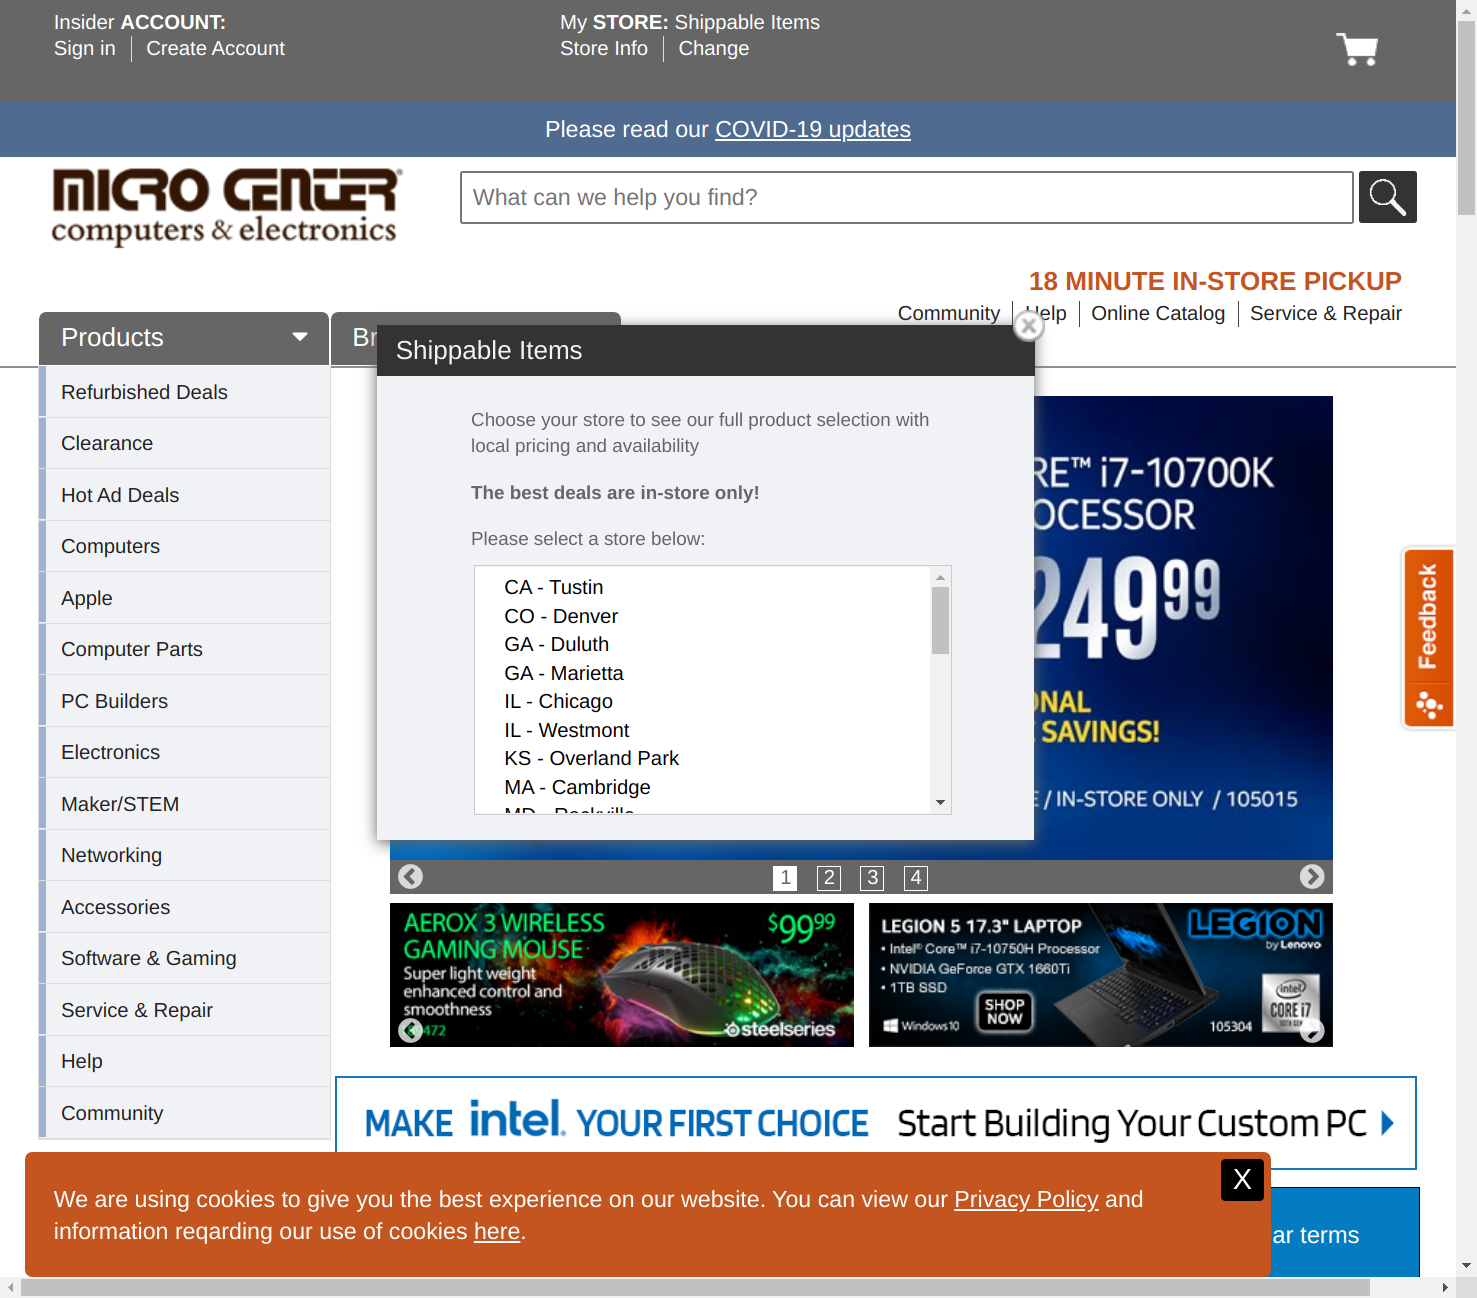 Insider ACCOUNT:
Sign in
Create Account
My STORE: Shippable Items
Store Info
Change
Please read our COVID-19 updates
MICRO CENTER
computers & electronics
What can we help you find?
18 MINUTE IN-STORE PICKUP
Community
Help
Online Catalog
Service & Repair
Products
Br
Shippable Items
Choose your store to see our full product selection with
local pricing and availability
The best deals are in-store only!
Please select a store below:
CA - Tustin
CO - Denver
GA - Duluth
GA - Marietta
IL - Chicago
IL - Westmont
KS - Overland Park
MA - Cambridge
MD - Rockville
Refurbished Deals
Clearance
Hot Ad Deals
Computers
Apple
Computer Parts
PC Builders
Electronics
Maker/STEM
Networking
Accessories
Software & Gaming
Service & Repair
Help
Community
RE™ i7-10700K
OCESSOR
249 99
NAL
SAVINGS!
/ IN-STORE ONLY / 105015
Feedback
1 2 3 4
AEROX 3 WIRELESS
GAMING MOUSE
$9999
Super light weight
enhanced control and
smoothness
472
steelseries
LEGION 5 17.3" LAPTOP
• Intel® Core™ i7-10750H Processor
• NVIDIA GeForce GTX 1660Ti
• 1TB SSD
SHOP
NOW
Windows 10
LEGION
by Lenovo
105304
intel
CORE i7
10TH GEN
MAKE intel. YOUR FIRST CHOICE Start Building Your Custom PC
We are using cookies to give you the best experience on our website. You can view our Privacy Policy and
information reqarding our use of cookies here.
X
ar terms